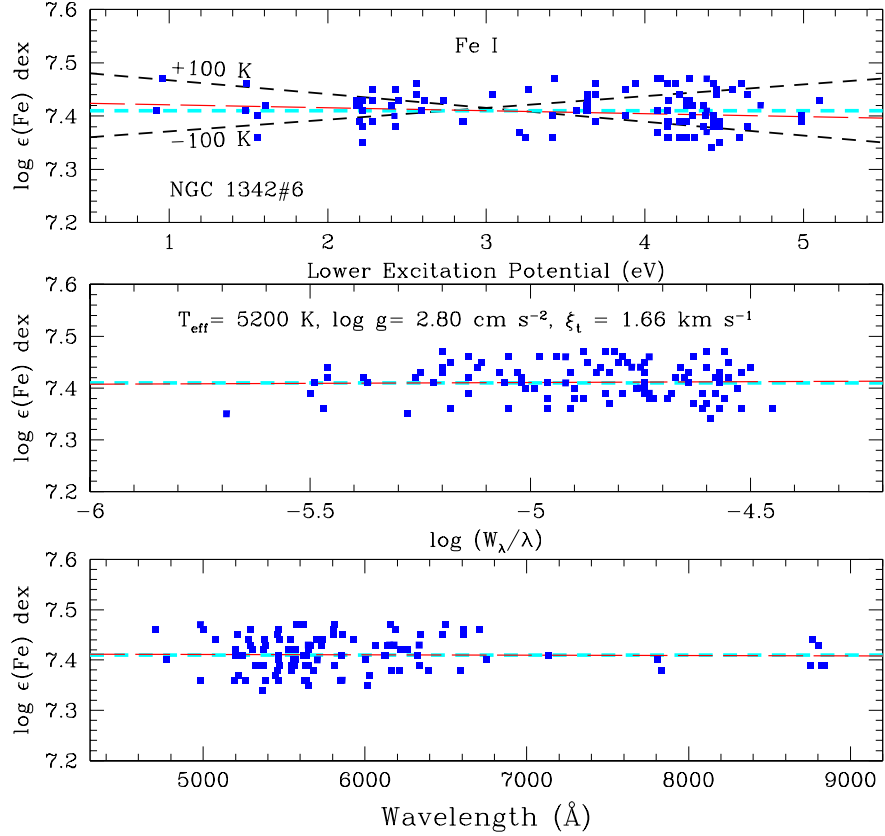 Fe I
+100 K
−100 K
NGC 1342#6
log ε(Fe) dex
7.6
7.5
7.4
7.3
7.2
1 2 3 4 5
Lower Excitation Potential (eV)
T_eff= 5200 K, log g= 2.80 cm s⁻², ξ_t = 1.66 km s⁻¹
log ε(Fe) dex
7.6
7.5
7.4
7.3
7.2
−6 −5.5 −5 −4.5
log (W_λ/λ)
log ε(Fe) dex
7.6
7.5
7.4
7.3
7.2
5000 6000 7000 8000 9000
Wavelength (Å)